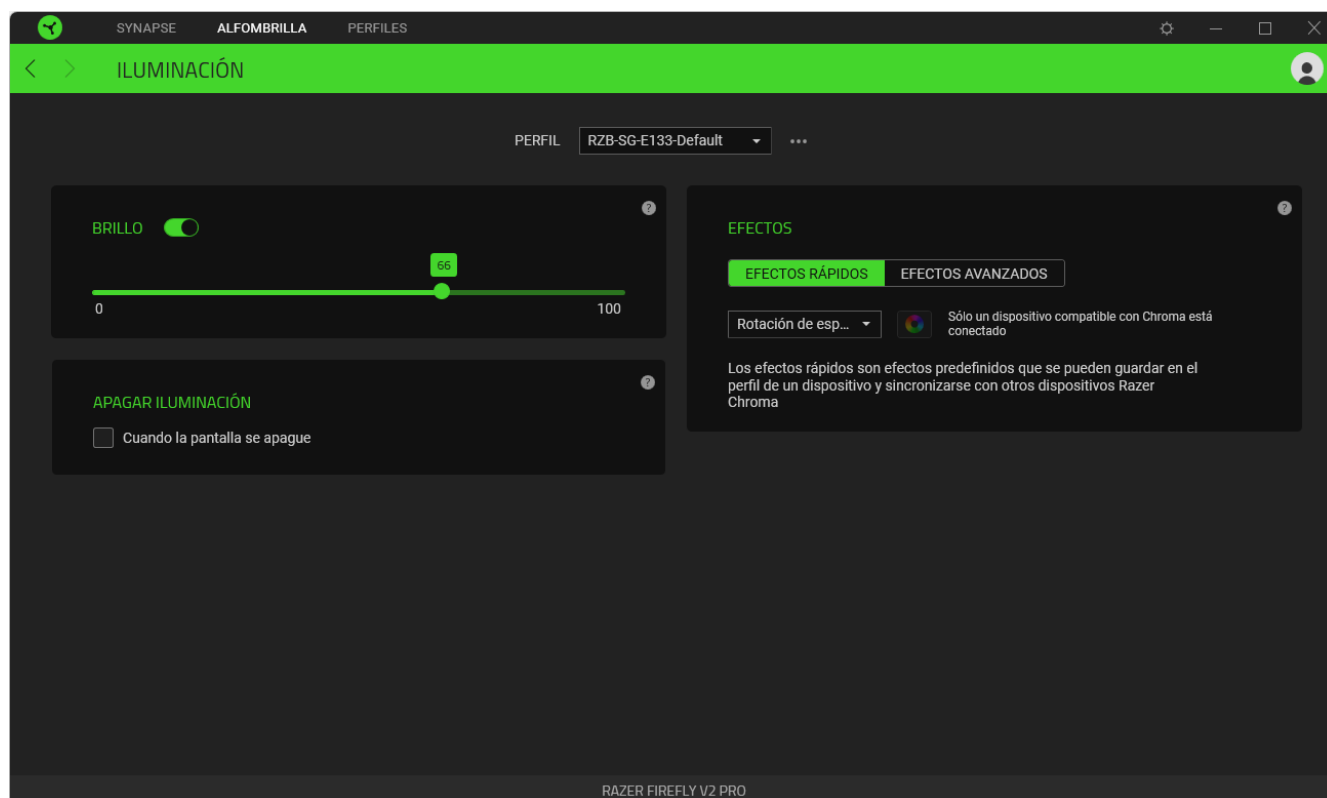 SYNAPSE ALFOMBRILLA PERFILES
ILUMINACIÓN
PERFIL RZB-SG-E133-Default
BRILLO
66
0 100
APAGAR ILUMINACIÓN
Cuando la pantalla se apague
EFECTOS
EFECTOS RÁPIDOS EFECTOS AVANZADOS
Rotación de esp...
Sólo un dispositivo compatible con Chroma está
conectado
Los efectos rápidos son efectos predefinidos que se pueden guardar en el
perfil de un dispositivo y sincronizarse con otros dispositivos Razer
Chroma
RAZER FIREFLY V2 PRO